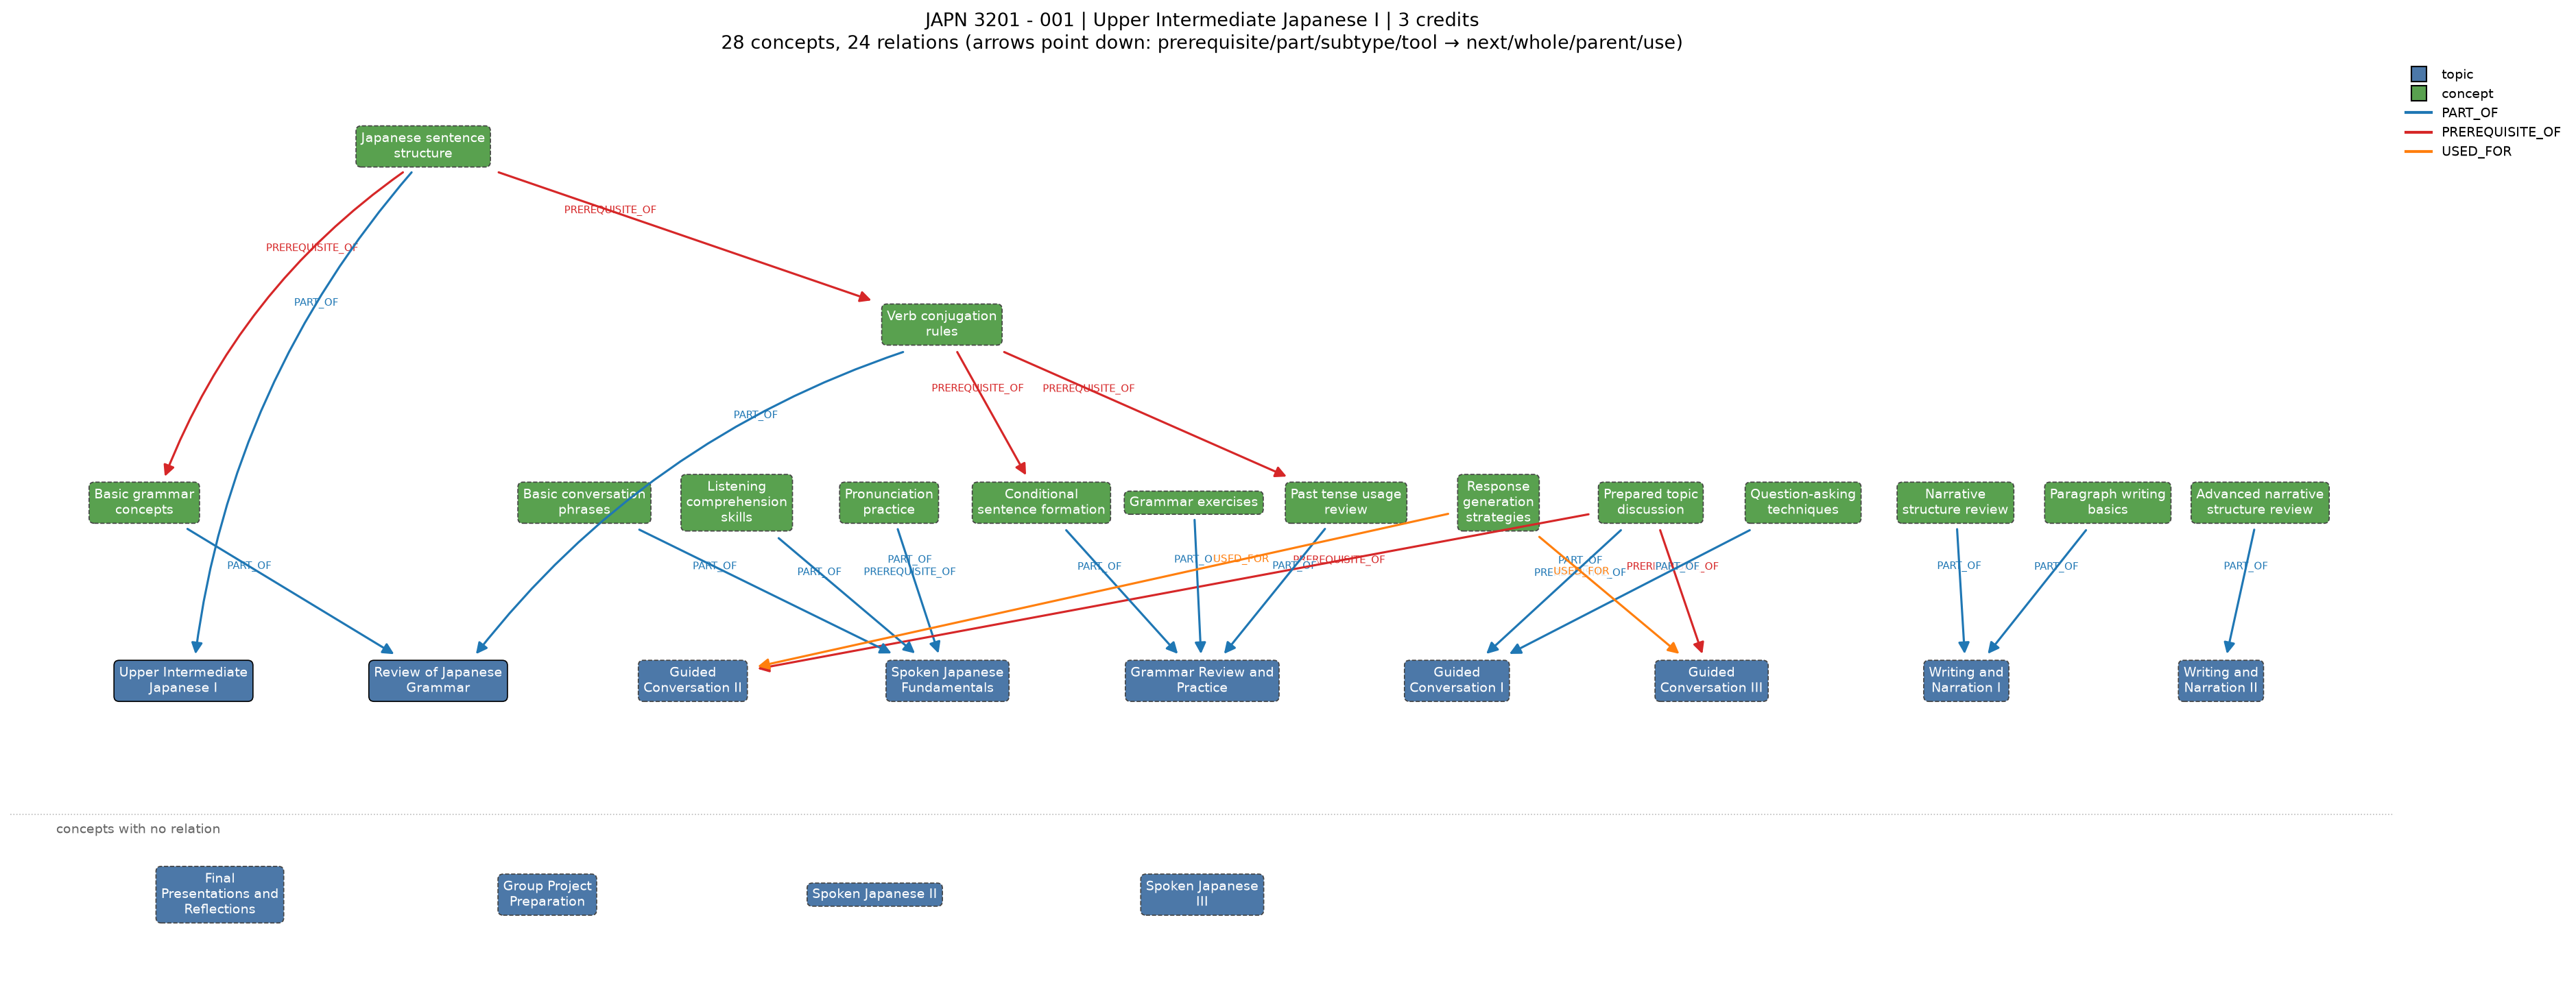 JAPN 3201 - 001 | Upper Intermediate Japanese I | 3 credits
28 concepts, 24 relations (arrows point down: prerequisite/part/subtype/tool → next/whole/parent/use)
topic
concept
PART_OF
PREREQUISITE_OF
USED_FOR
Japanese sentence
structure
PREREQUISITE_OF
PREREQUISITE_OF
PART_OF
Verb conjugation
rules
PREREQUISITE_OF
PREREQUISITE_OF
PART_OF
Basic grammar
concepts
Basic conversation
phrases
Listening
comprehension
skills
Pronunciation
practice
Conditional
sentence formation
Grammar exercises
Past tense usage
review
Response
generation
strategies
Prepared topic
discussion
Question-asking
techniques
Narrative
structure review
Paragraph writing
basics
Advanced narrative
structure review
PART_OF
PART_OF
PART_OF
PART_OF
PREREQUISITE_OF
PART_OF
PART_OF
USED_FOR
PREREQUISITE_OF
PART_OF
PART_OF
USED_FOR
PART_OF
PART_OF
PART_OF
PART_OF
Upper Intermediate
Japanese I
Review of Japanese
Grammar
Guided
Conversation II
Spoken Japanese
Fundamentals
Grammar Review and
Practice
Guided
Conversation I
Guided
Conversation III
Writing and
Narration I
Writing and
Narration II
concepts with no relation
Final
Presentations and
Reflections
Group Project
Preparation
Spoken Japanese II
Spoken Japanese
III